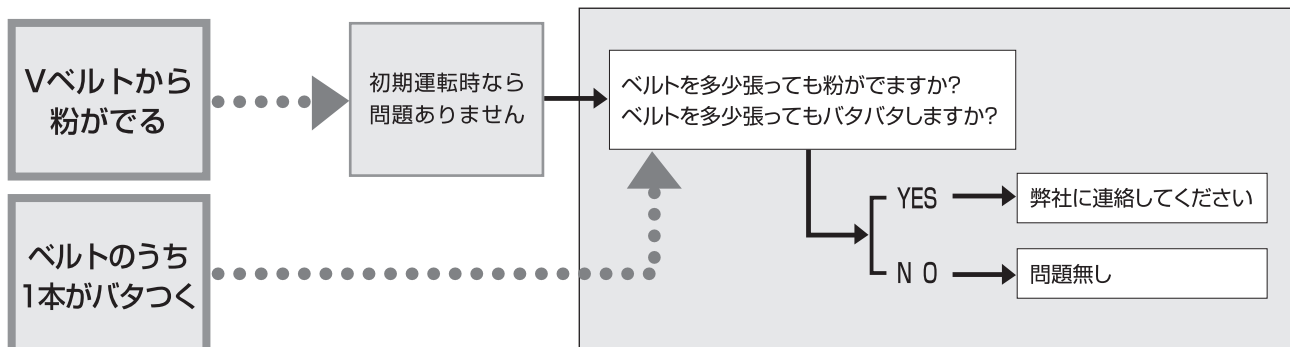 Vベルトから
粉がでる
初期運転時なら
問題ありません
ベルトを多少張っても粉がでますか?
ベルトを多少張ってもバタバタしますか?
YES
弊社に連絡してください
ベルトのうち
1本がバタつく
NO
問題無し